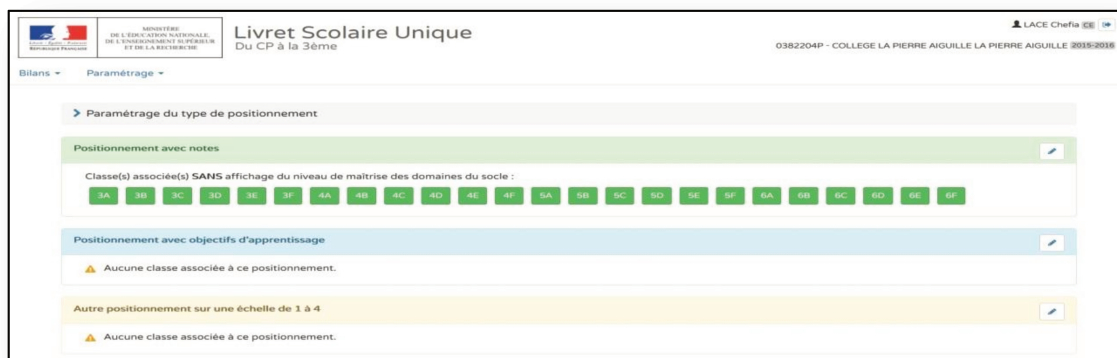 MINISTÈRE
DE L'ÉDUCATION NATIONALE,
DE L'ENSEIGNEMENT SUPÉRIEUR
ET DE LA RECHERCHE
Livret Scolaire Unique
Du CP à la 3ème
LACE Chefia CE
0382204P - COLLEGE LA PIERRE AIGUILLE LA PIERRE AIGUILLE 2015-2016
Bilans Paramétrage
Paramétrage du type de positionnement
Positionnement avec notes
Classe(s) associée(s) SANS affichage du niveau de maîtrise des domaines du socle :
3A 3B 3C 3D 3E 3F 4A 4B 4C 4D 4E 4F 5A 5B 5C 5D 5E 5F 6A 6B 6C 6D 6E 6F
Positionnement avec objectifs d'apprentissage
Aucune classe associée à ce positionnement.
Autre positionnement sur une échelle de 1 à 4
Aucune classe associée à ce positionnement.